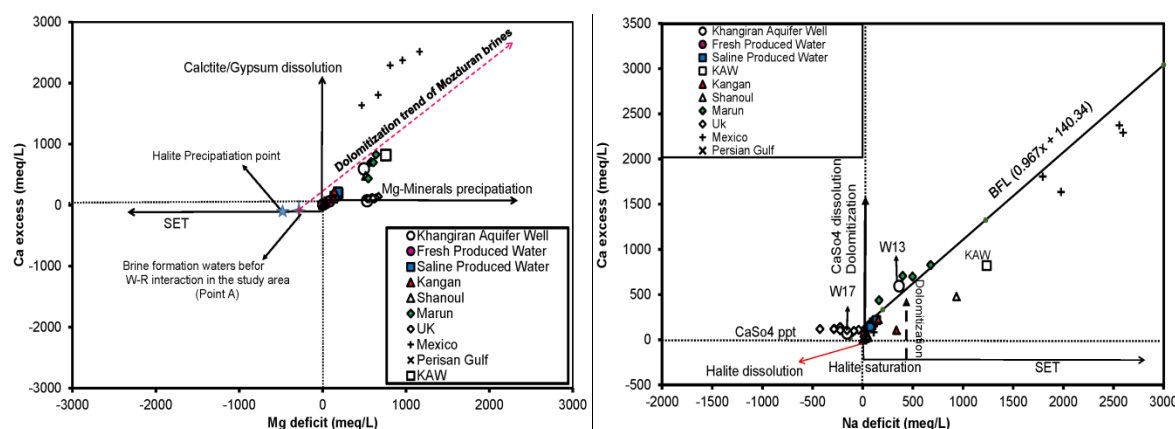 3000
2000
1000
0
-1000
-2000
-3000
-3000
-2000
-1000
0
1000
2000
3000
Ca excess (meq/L)
Mg deficit (meq/L)
Calctite/Gypsum dissolution
Dolomitization trend of Mozduran brines
Halite Precipitation point
Mg-Minerals precpatiation
SET
Brine formation waters befor
W-R interaction in the study area
(Point A)
Khangiran Aquifer Well
Fresh Produced Water
Saline Produced Water
Kangan
Shanoul
Marun
UK
Mexico
Perisan Gulf
KAW
3500
3000
2500
2000
1500
1000
500
0
-500
-2000
-1500
-1000
-500
0
500
1000
1500
2000
2500
3000
Ca excess (meq/L)
Na deficit (meq/L)
Khangiran Aquifer Well
Fresh Produced Water
Saline Produced Water
KAW
Kangan
Shanoul
Marun
Uk
Mexico
Persian Gulf
CaSo4 dissolution
Dolomitization
BFL (0.967x + 140.34)
W13
KAW
W17
Dolomitization
CaSo4 ppt
Halite dissolution
Halite saturation
SET